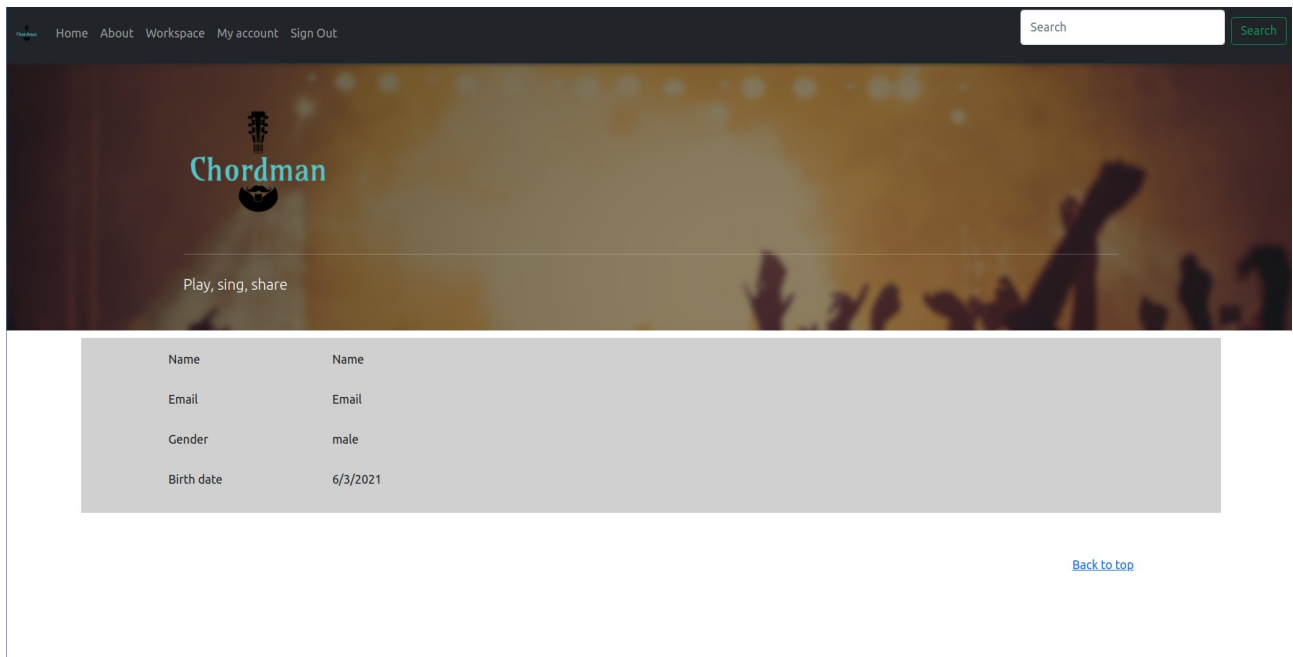 Chordman Home About Workspace My account Sign Out Search Search
Chordman
Play, sing, share
Name Name
Email Email
Gender male
Birth date 6/3/2021
Back to top